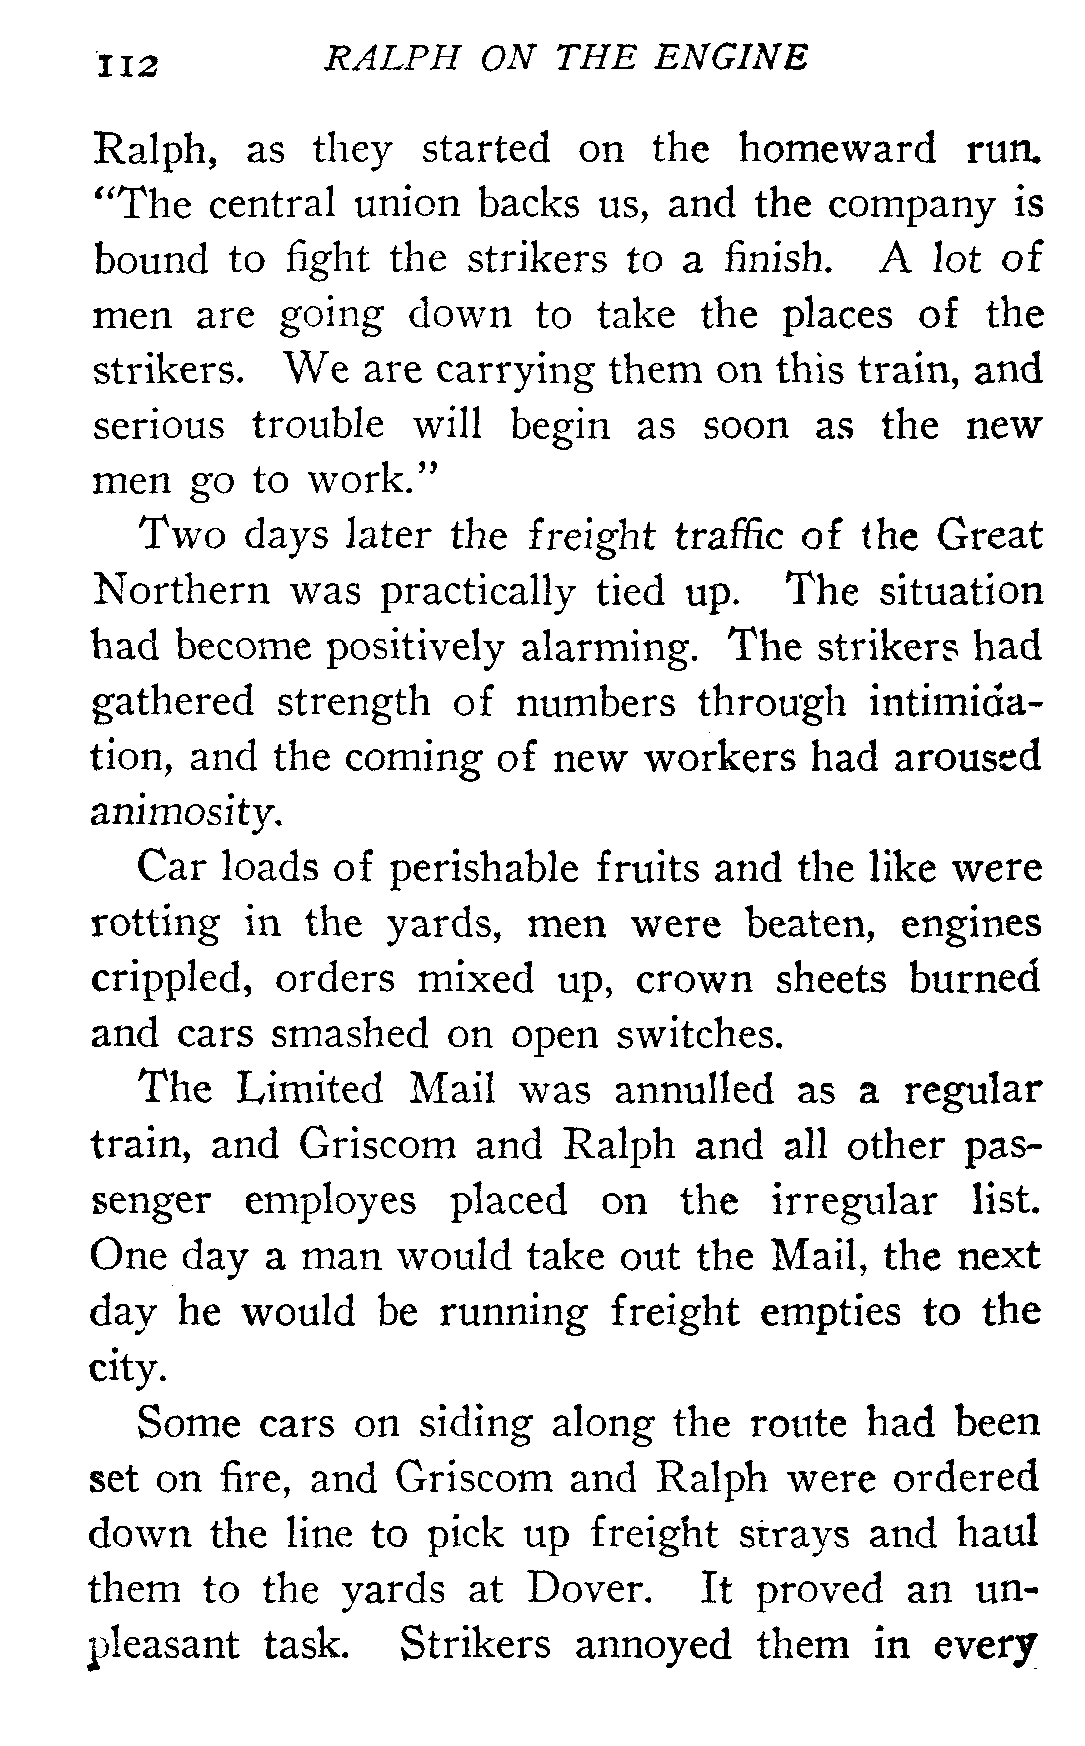 112 RALPH ON THE ENGINE
Ralph, as they started on the homeward run.
"The central union backs us, and the company is
bound to fight the strikers to a finish. A lot of
men are going down to take the places of the
strikers. We are carrying them on this train, and
serious trouble will begin as soon as the new
men go to work."
Two days later the freight traffic of the Great
Northern was practically tied up. The situation
had become positively alarming. The strikers had
gathered strength of numbers through intimida-
tion, and the coming of new workers had aroused
animosity.
Car loads of perishable fruits and the like were
rotting in the yards, men were beaten, engines
crippled, orders mixed up, crown sheets burned
and cars smashed on open switches.
The Limited Mail was annulled as a regular
train, and Griscom and Ralph and all other pas-
senger employes placed on the irregular list.
One day a man would take out the Mail, the next
day he would be running freight empties to the
city.
Some cars on siding along the route had been
set on fire, and Griscom and Ralph were ordered
down the line to pick up freight strays and haul
them to the yards at Dover. It proved an un-
pleasant task. Strikers annoyed them in every